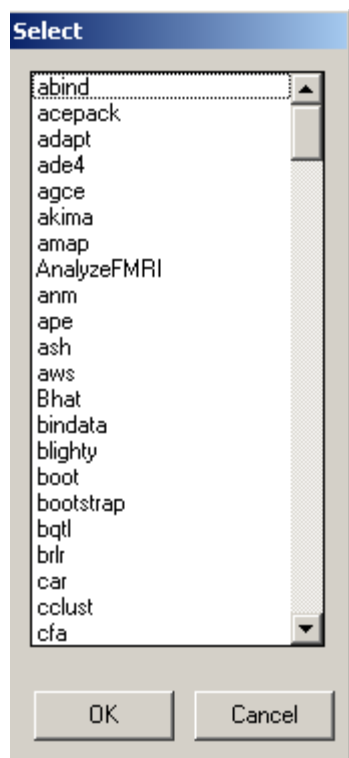 Select
abind
acepack
adapt
ade4
agce
akima
amap
AnalyzeFMRI
anm
ape
ash
aws
Bhat
bindata
blighty
boot
bootstrap
bqtl
brlr
car
cclust
cfa
OK
Cancel